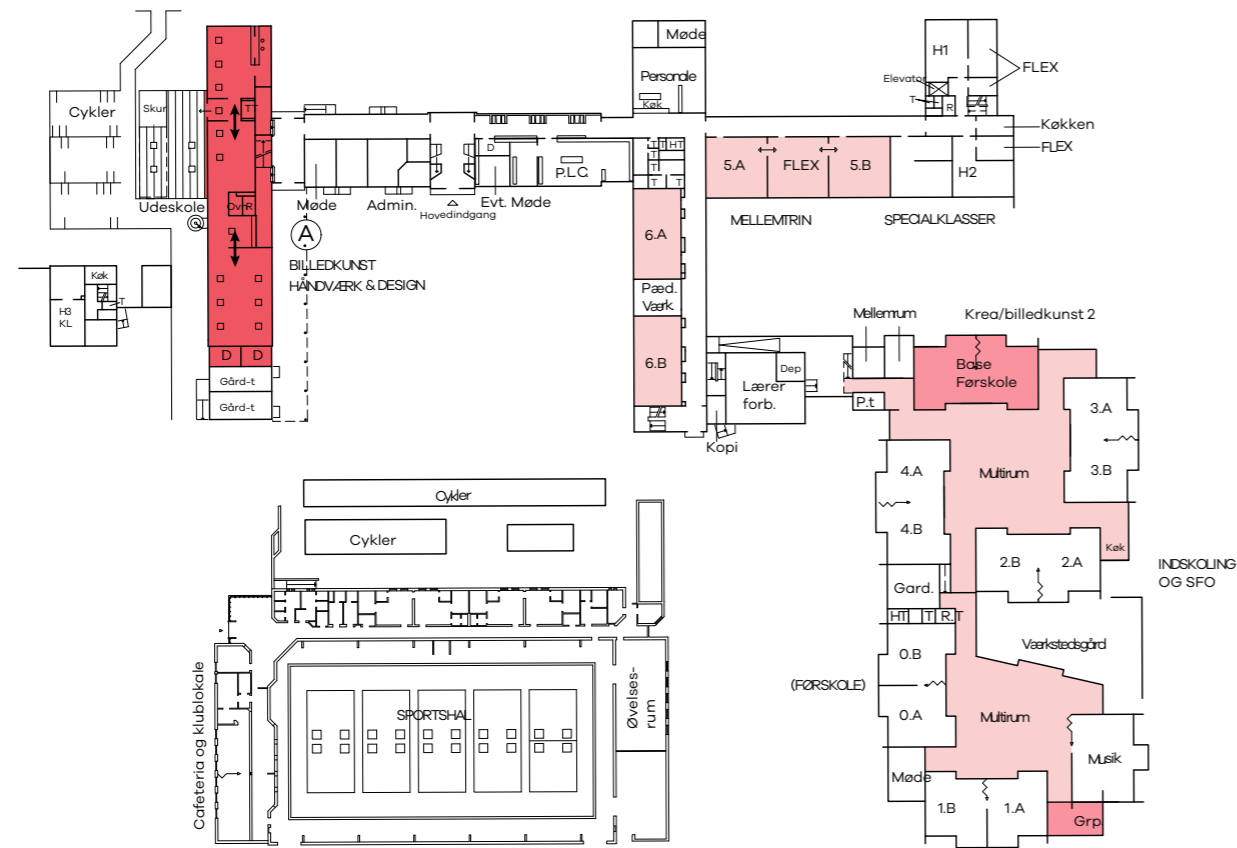 Møde
H1
FLEX
Personale
Elevator
T
R
Køk
Cykler
Skur
T
Køkken
FLEX
D
P.L.C.
T
T
HT
T
T
T
T
5.A
FLEX
5.B
H2
Udeskole
Ovn
R
Møde
Admin.
Evt. Møde
Hovedindgang
MELLEMTRIN
SPECIALKLASSER
A
BILLEDKUNST
HÅNDVÆRK & DESIGN
6.A
Køk
T
H3
KL
Pæd.
Værk.
Mellemrum
Krea/billedkunst 2
D
D
6.B
Base
Førskole
Dep
Gård-t
Lærer
forb.
Gård-t
P.t
3.A
Kopi
3.B
4.A
Multirum
Cykler
4.B
Cykler
Køk
2.B
2.A
INDSKOLING
OG SFO
Gard.
HT
T
R.T
Værkstedsgård
0.B
(FØRSKOLE)
0.A
Multirum
Cafeteria og klublokale
SPORTSHAL
Øvelses-
rum
Musik
Møde
1.B
1.A
Grp.